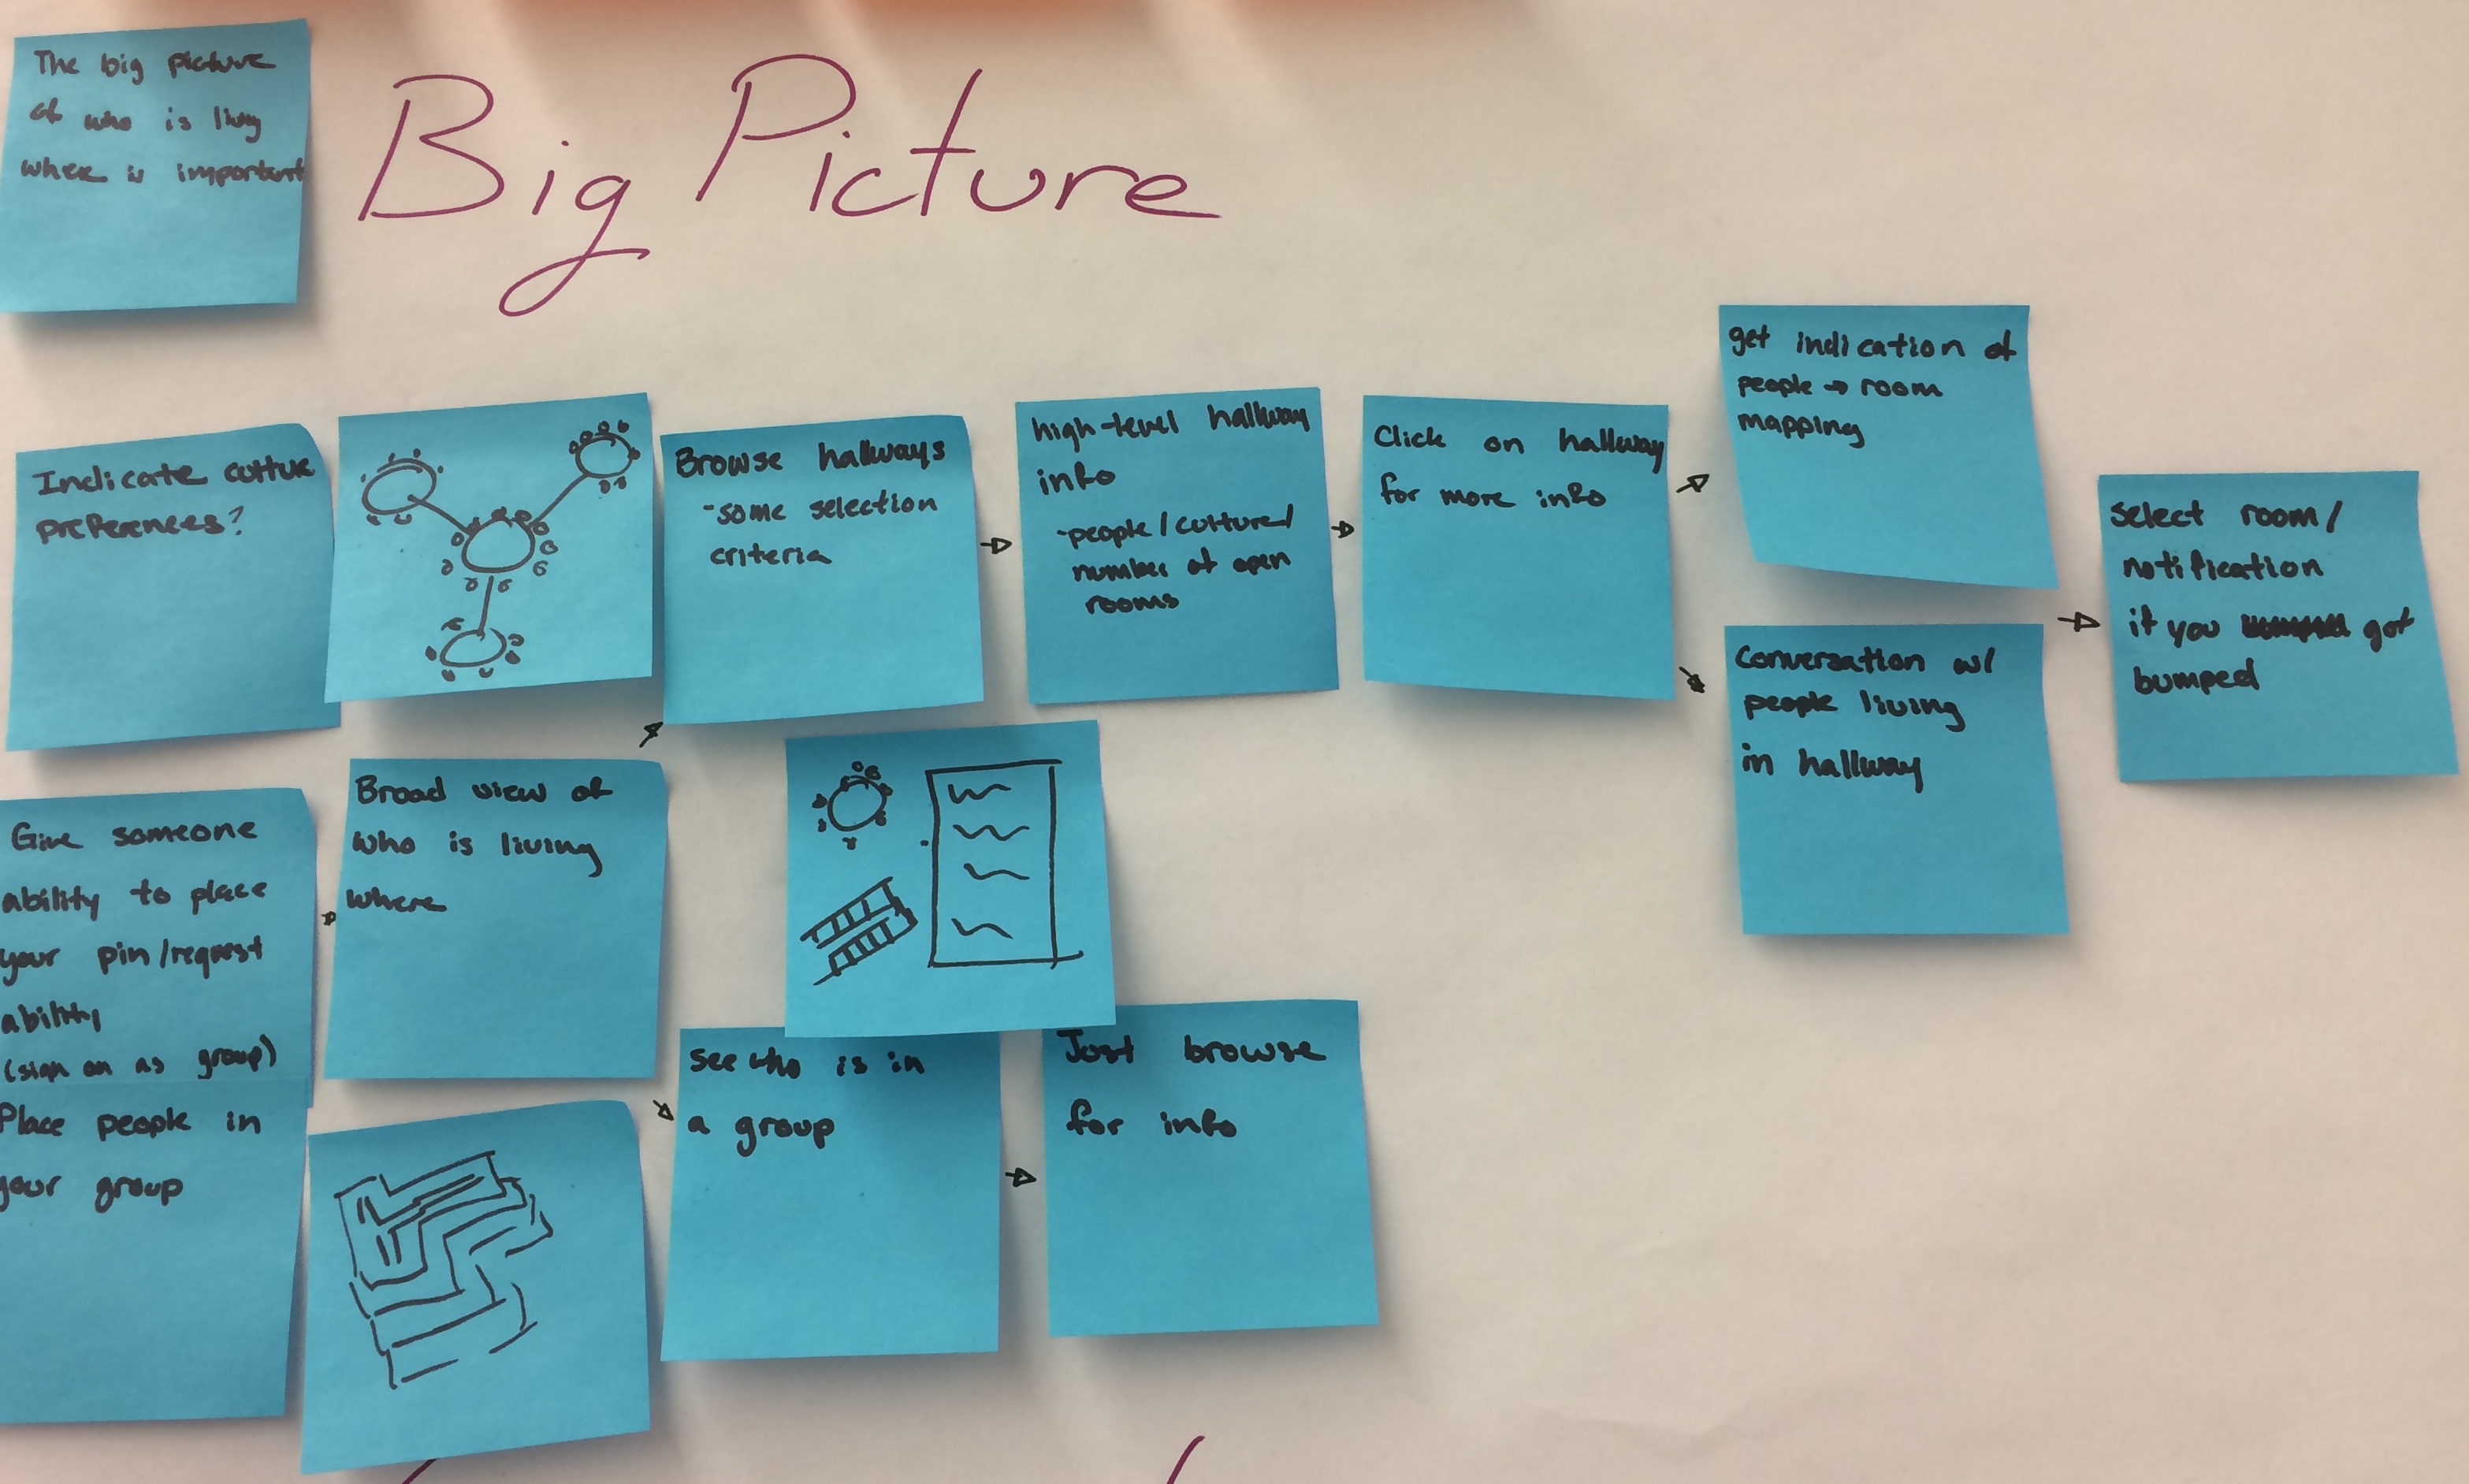 The big picture
of who is living
where is important
Big Picture
Indicate culture
preferences?
Browse hallways
-some selection
criteria
high-level hallway
info
-people/culture/
number of open
rooms
Click on hallway
for more info
get indication of
people → room
mapping
Conversation w/
people living
in hallway
Select room/
notification
if you got
bumped
Give someone
ability to place
your pin/request
ability
(sign on as group)
Place people in
your group
Broad view of
who is living
where
see who is in
a group
Just browse
for info